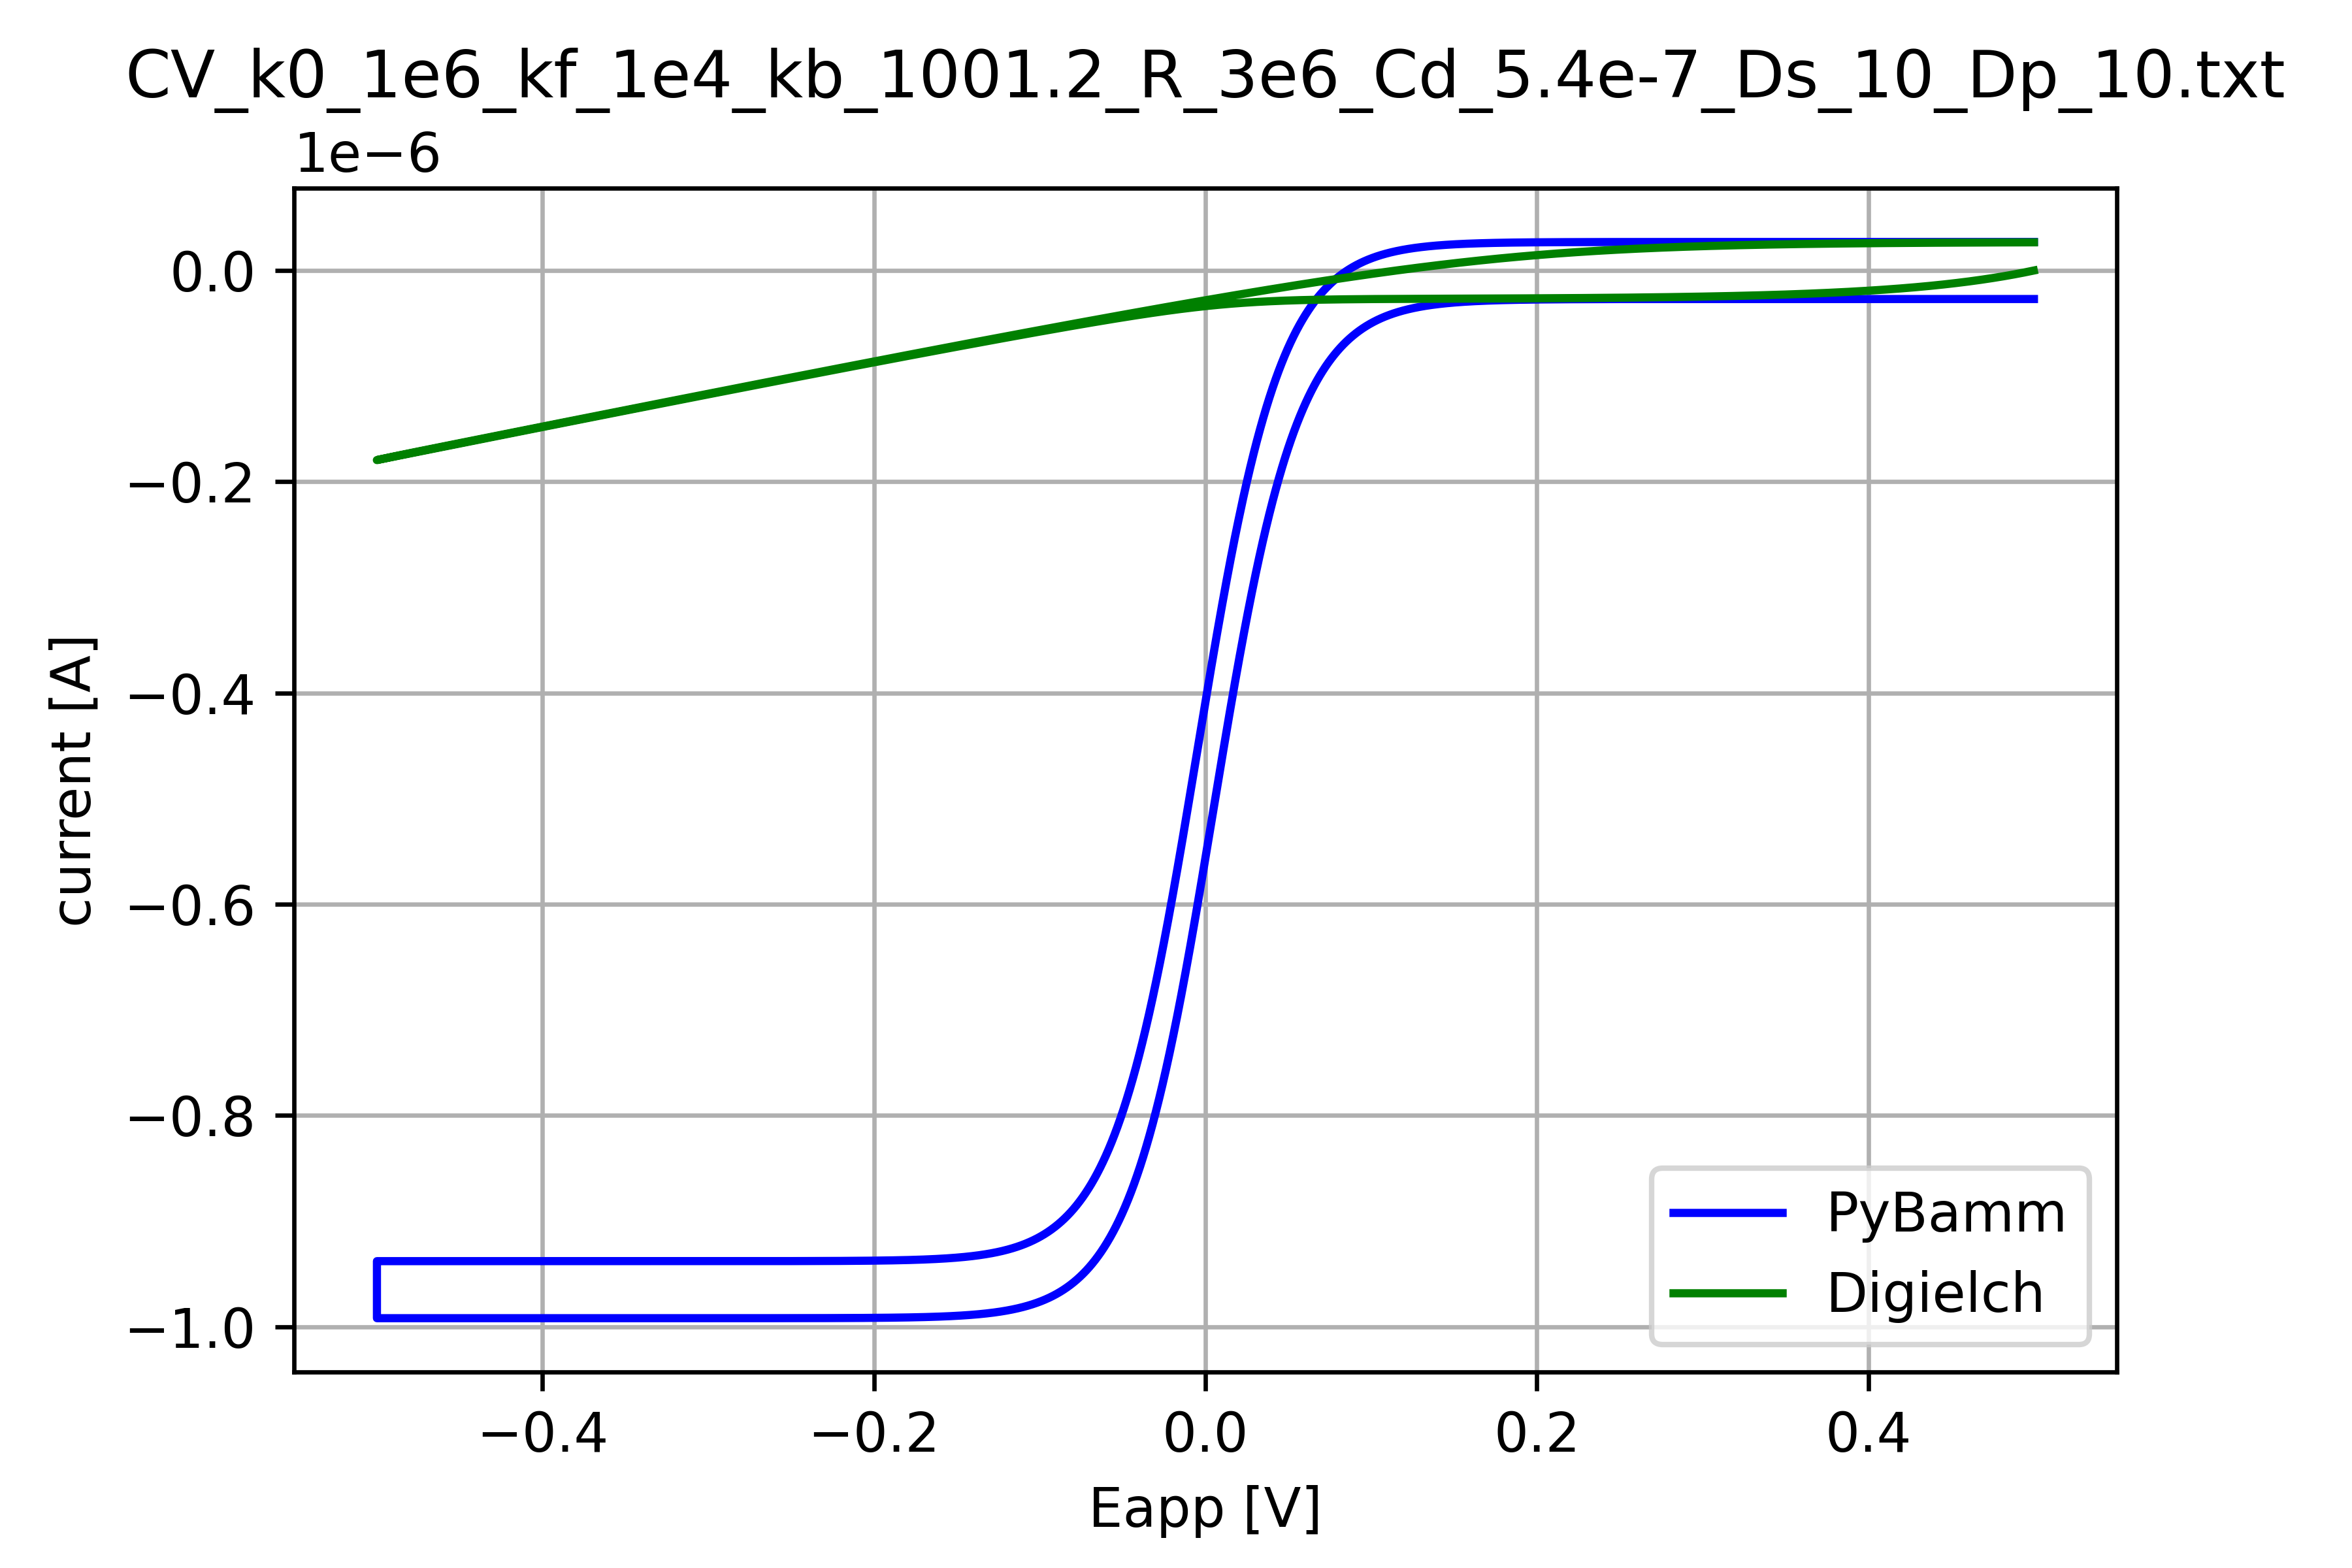 CV_k0_1e6_kf_1e4_kb_1001.2_R_3e6_Cd_5.4e-7_Ds_10_Dp_10.txt
1e−6
0.0
−0.2
−0.4
−0.6
−0.8
−1.0
current [A]
−0.4
−0.2
0.0
0.2
0.4
Eapp [V]
PyBamm
Digielch